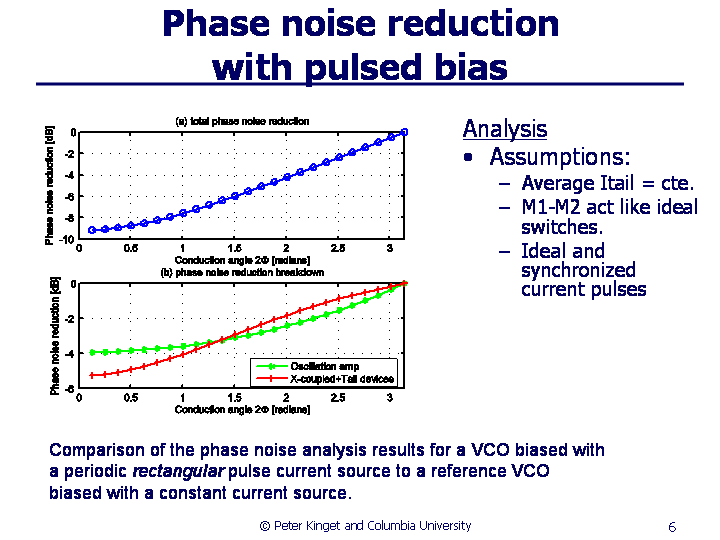 Phase noise reduction
with pulsed bias
(a) total phase noise reduction
Phase noise reduction [dB]
0
-2
-4
-6
-8
-10
0 0.5 1 1.5 2 2.5 3
Conduction angle 2Φ [radians]
(b) phase noise reduction breakdown
Phase noise reduction [dB]
0
-2
-4
-6
Oscillation amp
X-coupled+Tail devices
0 0.5 1 1.5 2 2.5 3
Conduction angle 2Φ [radians]
Analysis
• Assumptions:
– Average Itail = cte.
– M1-M2 act like ideal
switches.
– Ideal and
synchronized
current pulses
Comparison of the phase noise analysis results for a VCO biased with
a periodic rectangular pulse current source to a reference VCO
biased with a constant current source.
© Peter Kinget and Columbia University
6